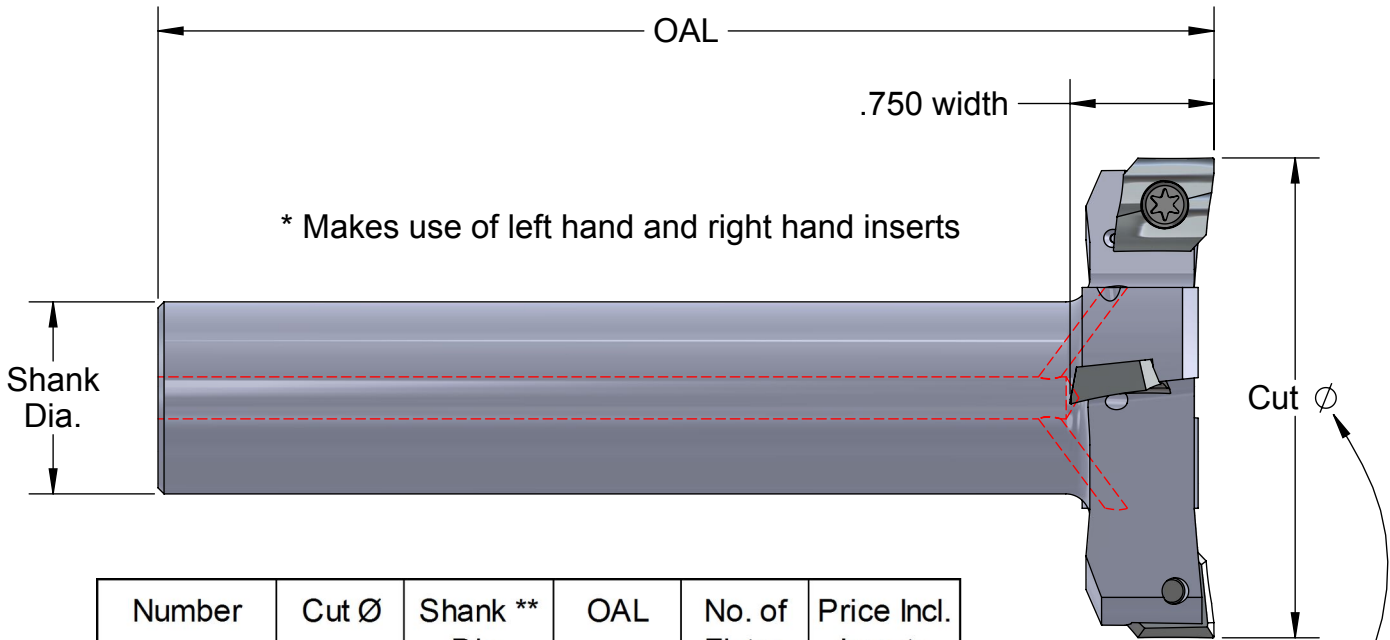 OAL
.750 width
* Makes use of left hand and right hand inserts
Shank
Dia.
Cut Ø
Number Cut Ø Shank ** OAL No. of Price Incl.